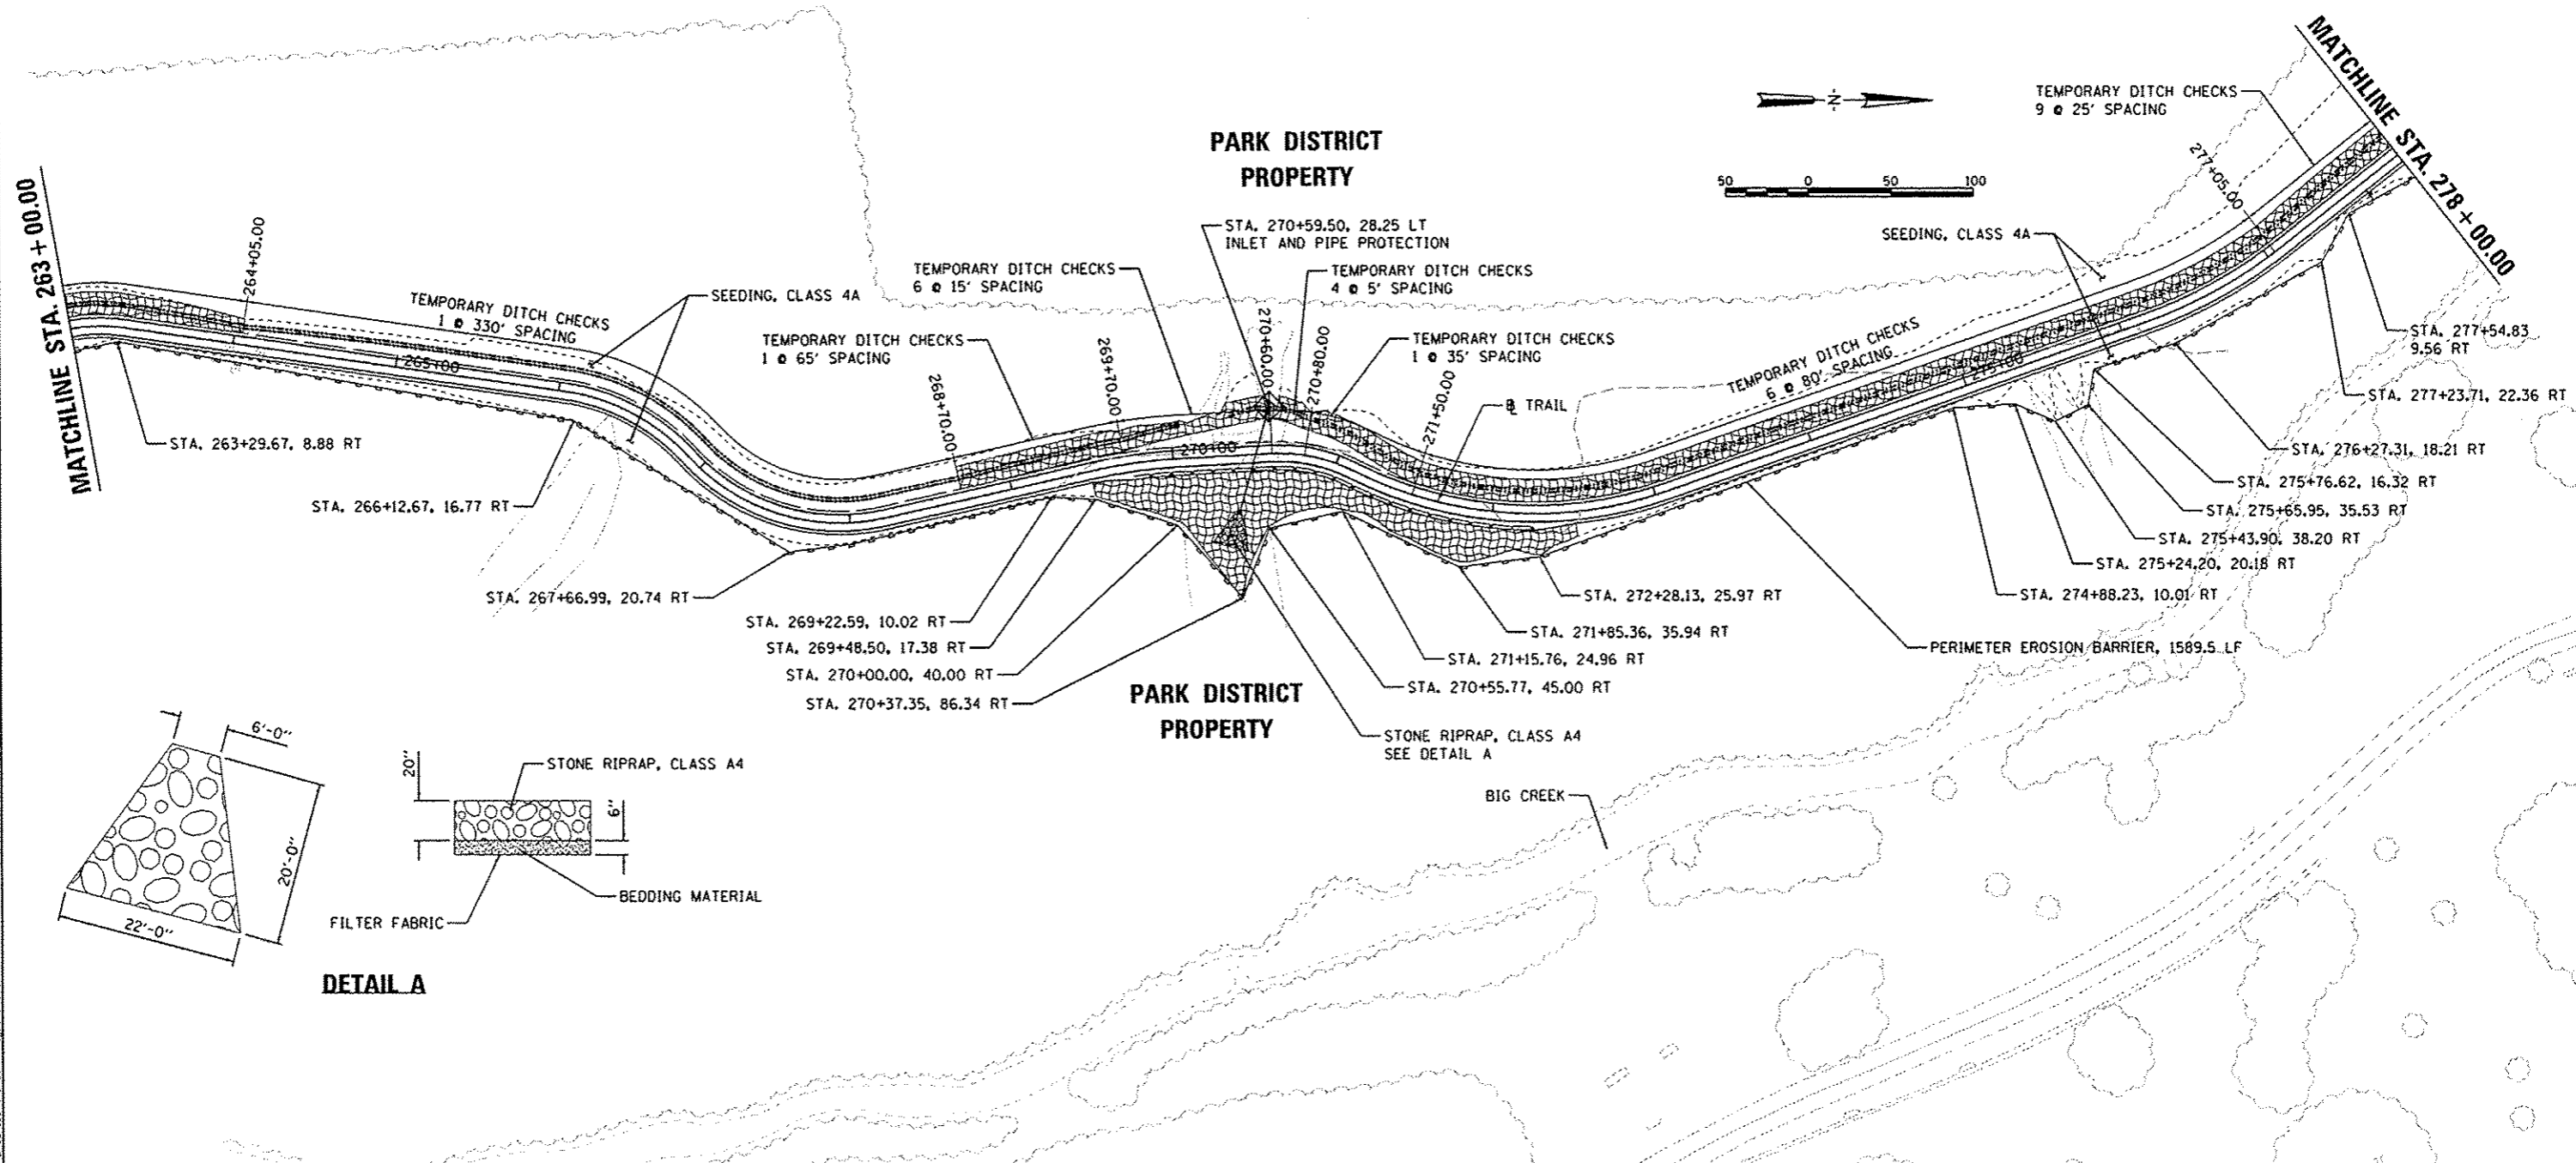 MATCHLINE STA. 263+00.00
MATCHLINE STA. 278+00.00
TEMPORARY DITCH CHECKS
9 @ 25' SPACING
N
PARK DISTRICT
PROPERTY
50 0 50 100
277+05.00
STA. 270+59.50, 28.25 LT
INLET AND PIPE PROTECTION
SEEDING, CLASS 4A
264+05.00
TEMPORARY DITCH CHECKS
6 @ 15' SPACING
TEMPORARY DITCH CHECKS
4 @ 5' SPACING
TEMPORARY DITCH CHECKS
1 @ 330' SPACING
SEEDING, CLASS 4A
TEMPORARY DITCH CHECKS
1 @ 65' SPACING
269+70.00
270+60.00
270+80.00
TEMPORARY DITCH CHECKS
1 @ 35' SPACING
TEMPORARY DITCH CHECKS
6 @ 80' SPACING
265+00
268+70.00
270+00
271+50.00
℄ TRAIL
275+00
STA. 277+54.83
9.56 RT
STA. 277+23.71, 22.36 RT
STA. 276+27.31, 18.21 RT
STA. 275+76.62, 16.32 RT
STA. 275+65.95, 35.53 RT
STA. 275+43.90, 38.20 RT
STA. 275+24.20, 20.18 RT
STA. 274+88.23, 10.01 RT
STA. 263+29.67, 8.88 RT
STA. 266+12.67, 16.77 RT
STA. 267+66.99, 20.74 RT
STA. 269+22.59, 10.02 RT
STA. 269+48.50, 17.38 RT
STA. 270+00.00, 40.00 RT
STA. 270+37.35, 86.34 RT
STA. 272+28.13, 25.97 RT
STA. 271+85.36, 35.94 RT
STA. 271+15.76, 24.96 RT
STA. 270+55.77, 45.00 RT
PERIMETER EROSION BARRIER, 1589.5 LF
PARK DISTRICT
PROPERTY
STONE RIPRAP, CLASS A4
SEE DETAIL A
BIG CREEK
6'-0"
20'-0"
22'-0"
20"
STONE RIPRAP, CLASS A4
6"
BEDDING MATERIAL
FILTER FABRIC
DETAIL A